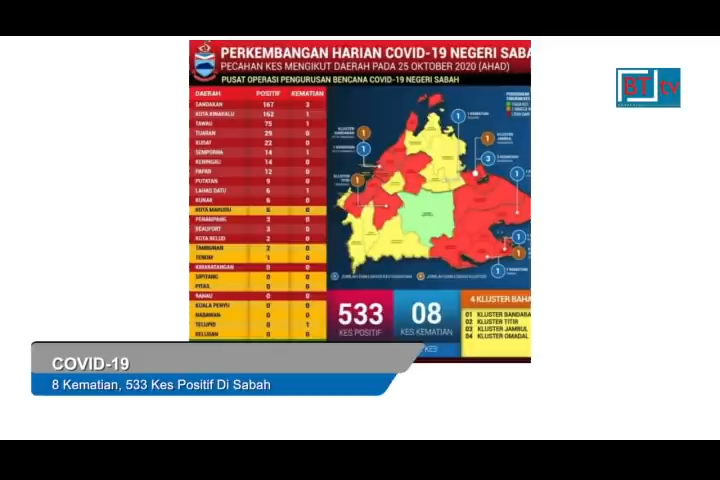 PERKEMBANGAN HARIAN COVID-19 NEGERI SABA
PECAHAN KES MENGIKUT DAERAH PADA 25 OKTOBER 2020 (AHAD)
PUSAT OPERASI PENGURUSAN BENCANA COVID-19 NEGERI SABAH
BT tv
DAERAH POSITIF KEMATIAN
SANDAKAN 167 3
KOTA KINABALU 162 1
TAWAU 75 1
TUARAN 29 0
KUDAT 22 0
SEMPORNA 14 1
KENINGAU 14 0
PAPAR 12 0
PUTATAN 9 0
LAHAD DATU 6 1
KUNAK 6 0
KOTA MARUDU 6 0
PENAMPANG 3 0
BEAUFORT 3 0
KOTA BELUD 2 0
TAMBUNAN 2 0
TENOM 1 0
KINABATANGAN 0 0
SIPITANG 0 0
PITAS 0 0
RANAU 0 0
KUALA PENYU 0 0
NABAWAN 0 0
TELUPID 0 1
BELURAN 0 0
533
KES POSITIF
08
KES KEMATIAN
4 KLUSTER BAHA
01 KLUSTER BANDARA
02 KLUSTER TITIR
03 KLUSTER JAMBUL
04 KLUSTER OMADAL
COVID-19
8 Kematian, 533 Kes Positif Di Sabah